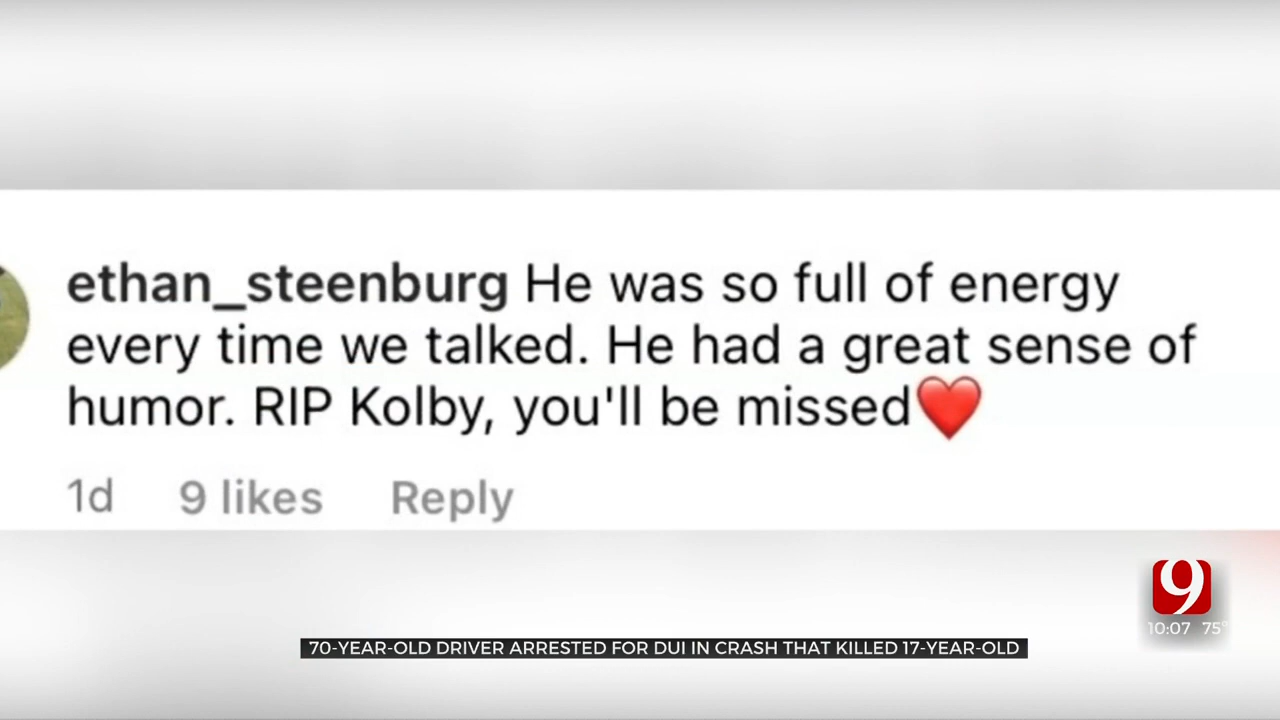 ethan_steenburg He was so full of energy
every time we talked. He had a great sense of
humor. RIP Kolby, you'll be missed❤️
1d 9 likes Reply
9
10:07 75°
70-YEAR-OLD DRIVER ARRESTED FOR DUI IN CRASH THAT KILLED 17-YEAR-OLD